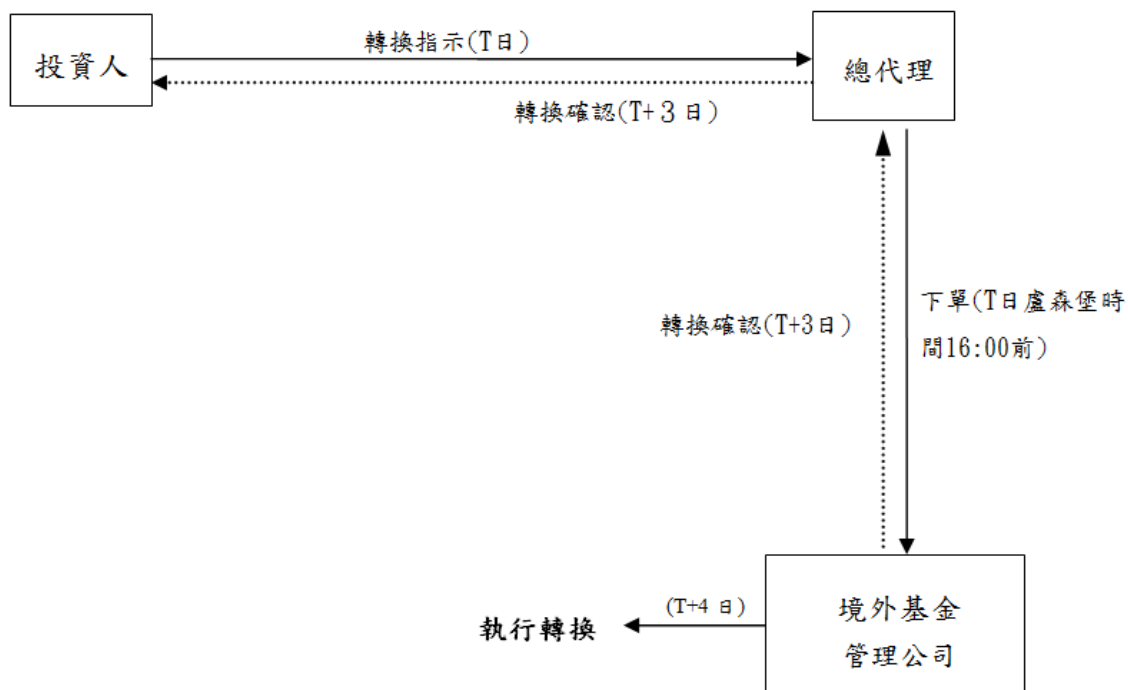 轉換指示(T日)
投資人
總代理
轉換確認(T+３日)
下單(T日盧森堡時
間16:00前)
轉換確認(T+3日)
(T+4 日)
執行轉換
境外基金
管理公司